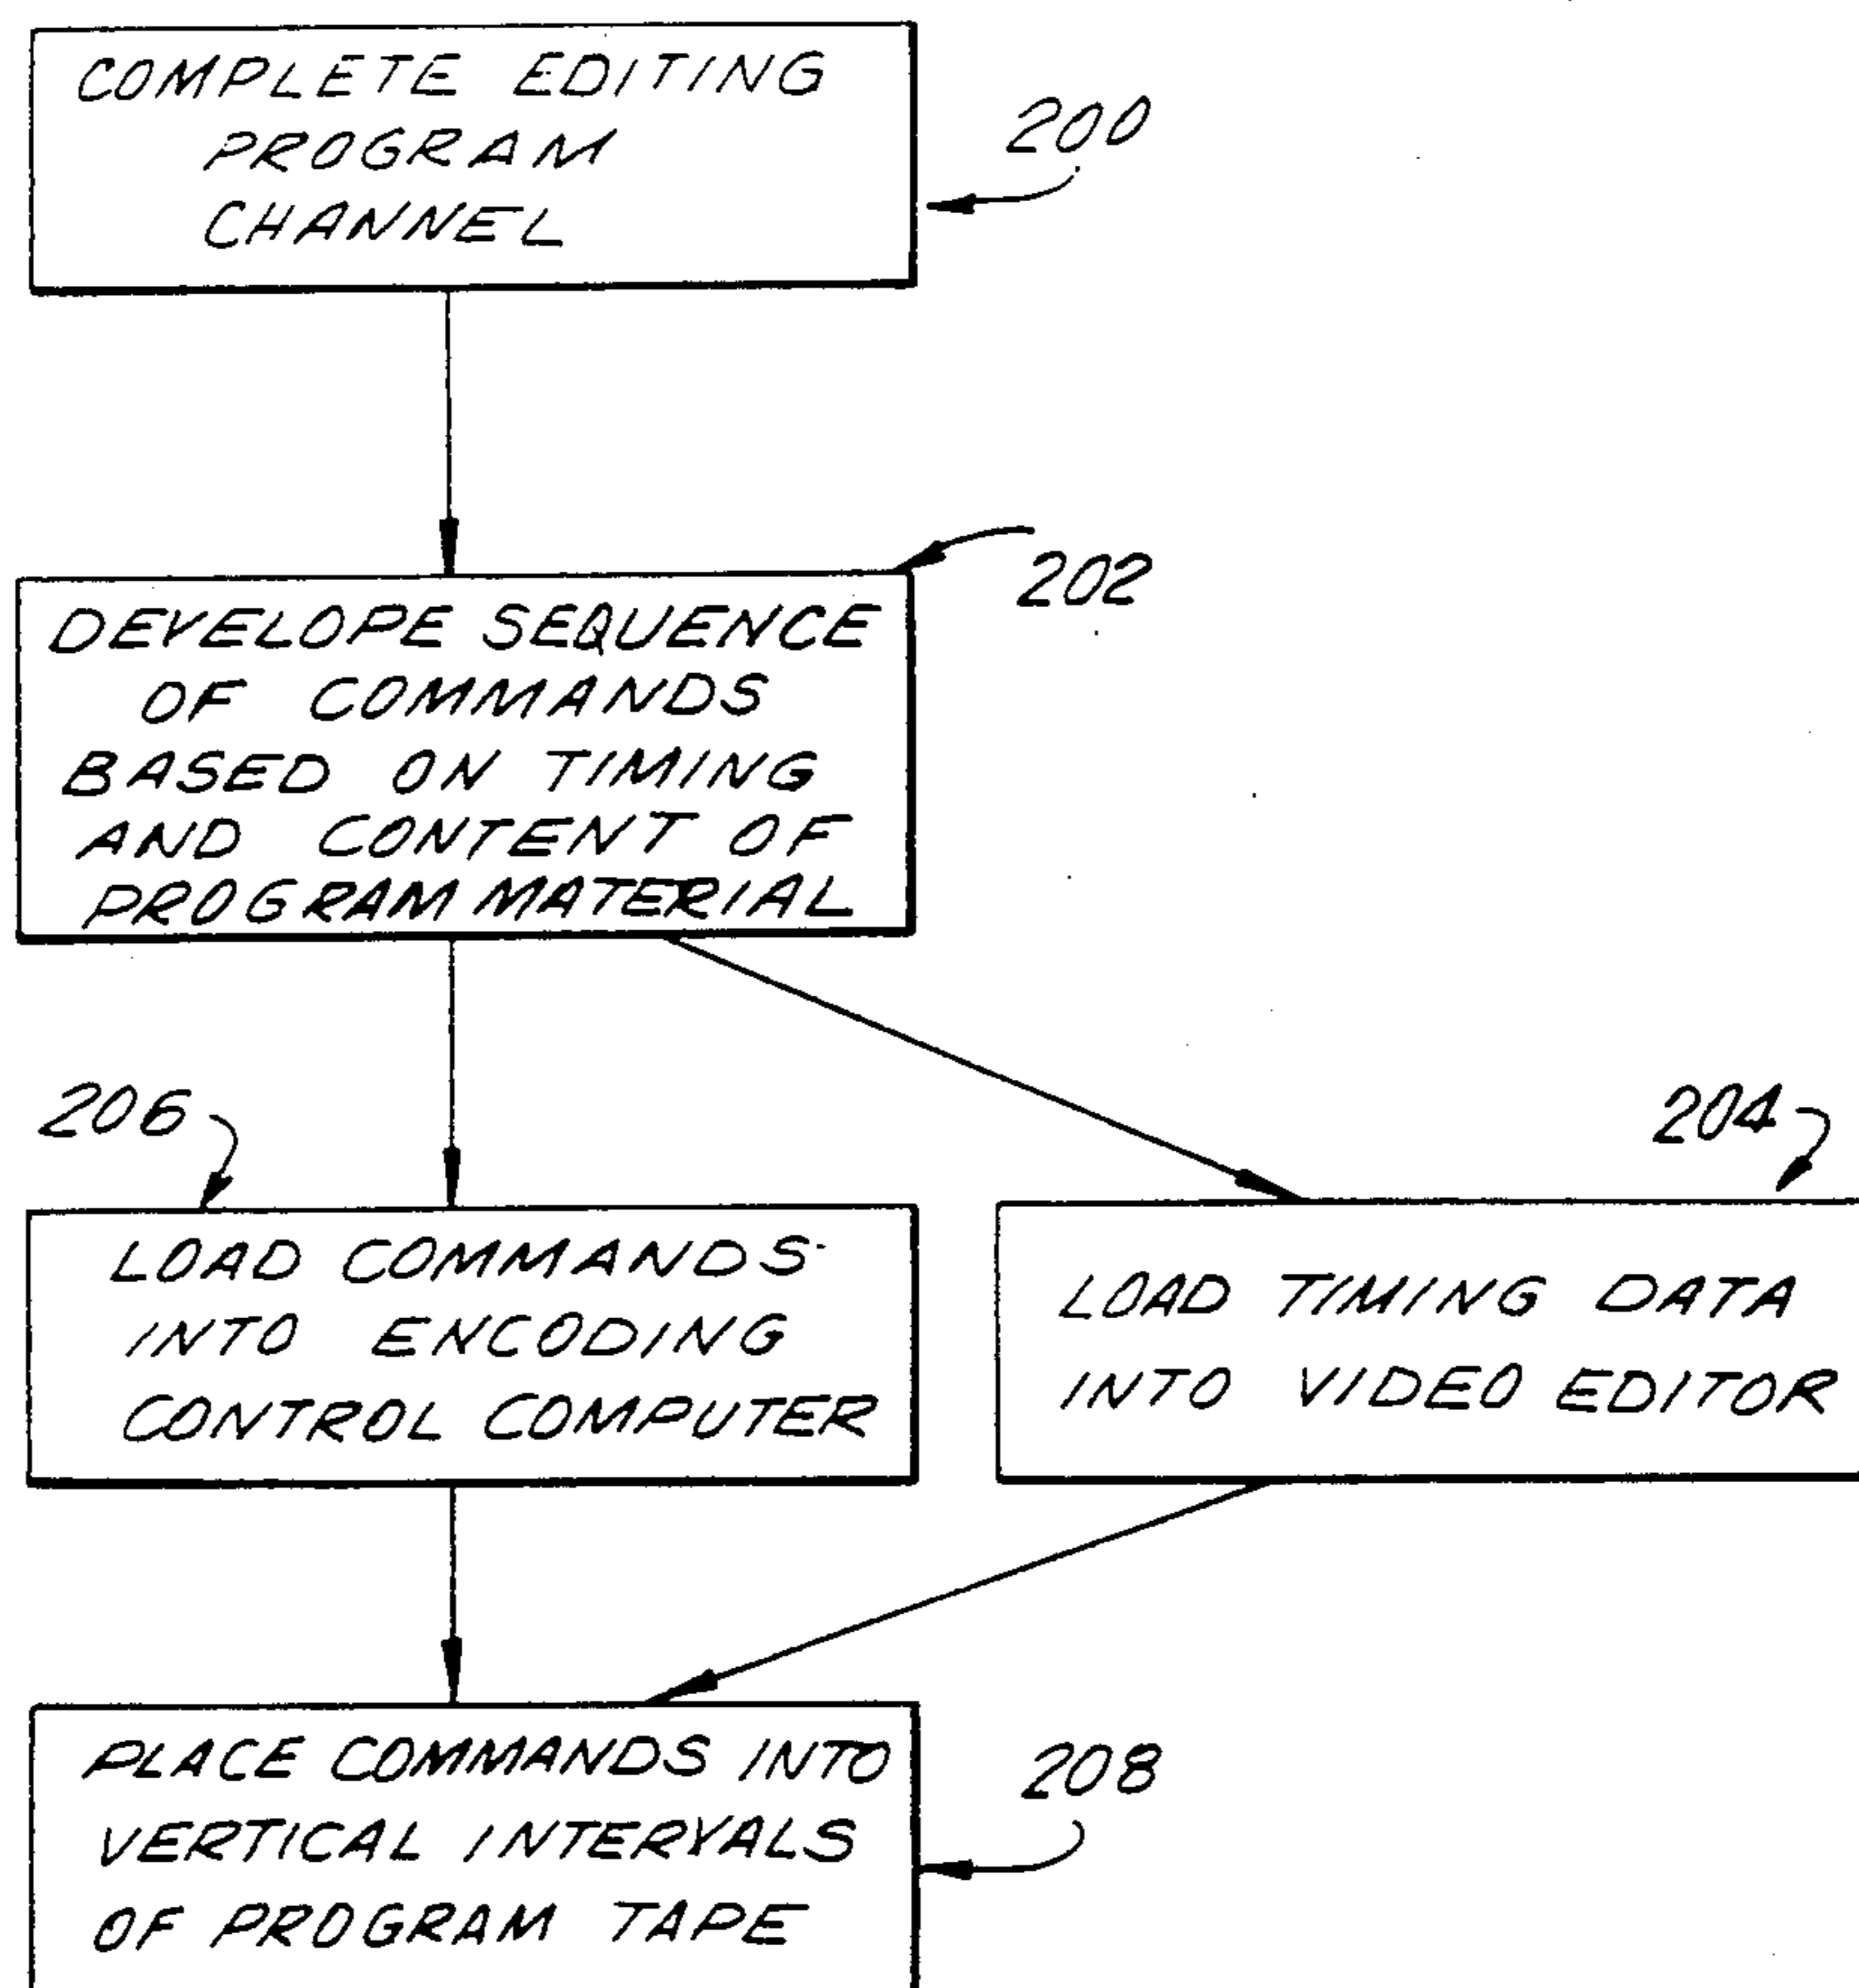 COMPLETE EDITING
PROGRAM
CHANNEL
200
202
DEVELOPE SEQUENCE
OF COMMANDS
BASED ON TIMING
AND CONTENT OF
PROGRAM MATERIAL
206
204
LOAD COMMANDS
INTO ENCODING
CONTROL COMPUTER
LOAD TIMING DATA
INTO VIDEO EDITOR
PLACE COMMANDS INTO
VERTICAL INTERVALS
OF PROGRAM TAPE
208